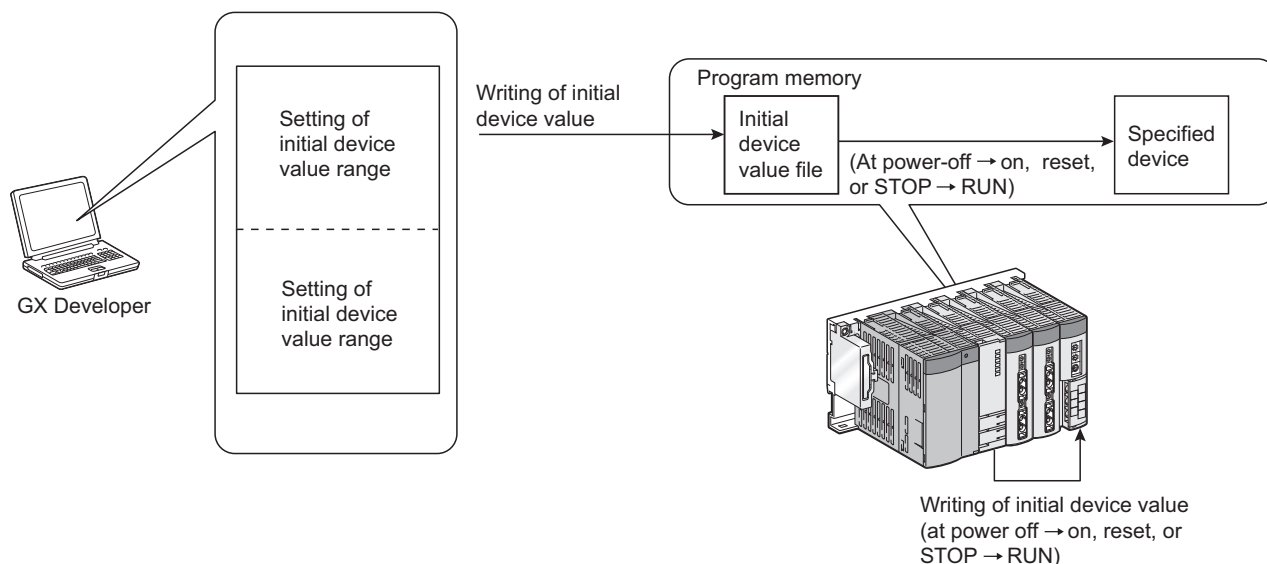 Setting of
initial device
value range
Setting of
initial device
value range
GX Developer
Writing of initial
device value
Program memory
Initial
device
value file
(At power-off → on, reset,
or STOP → RUN)
Specified
device
Writing of initial device value
(at power off → on, reset, or
STOP → RUN)